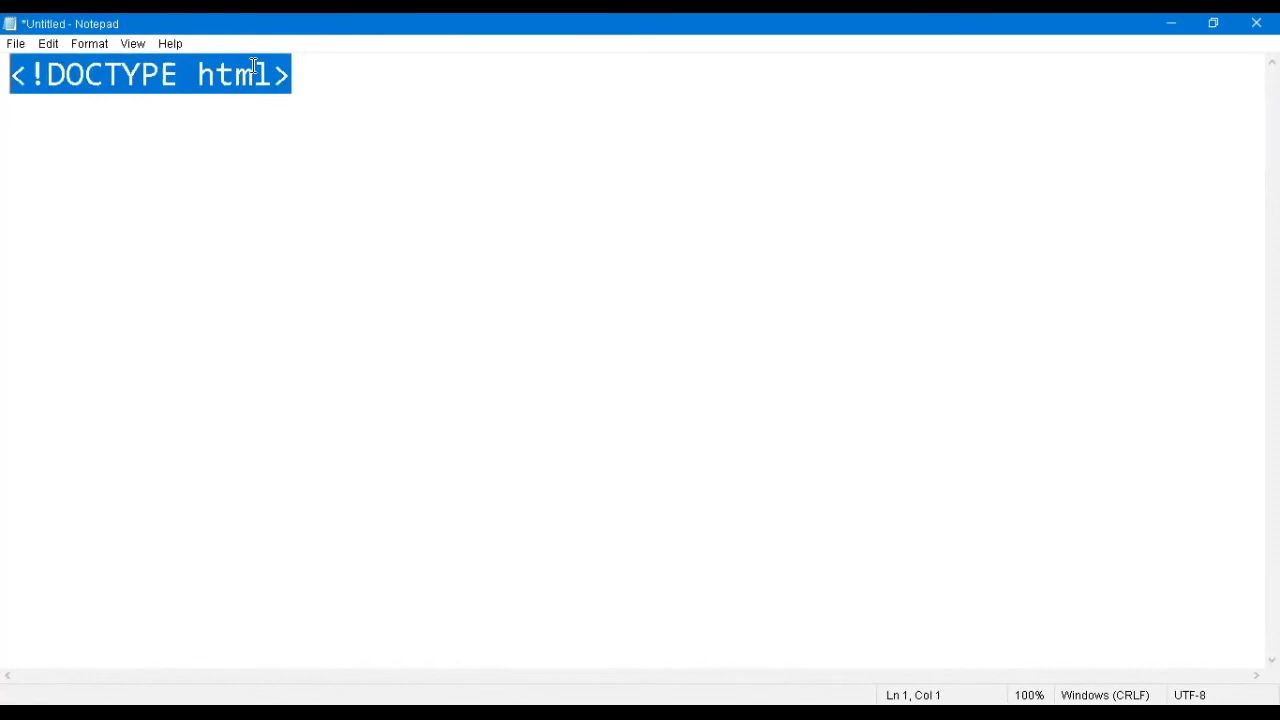 *Untitled - Notepad
File Edit Format View Help
<!DOCTYPE html>
Ln 1, Col 1 100% Windows (CRLF) UTF-8